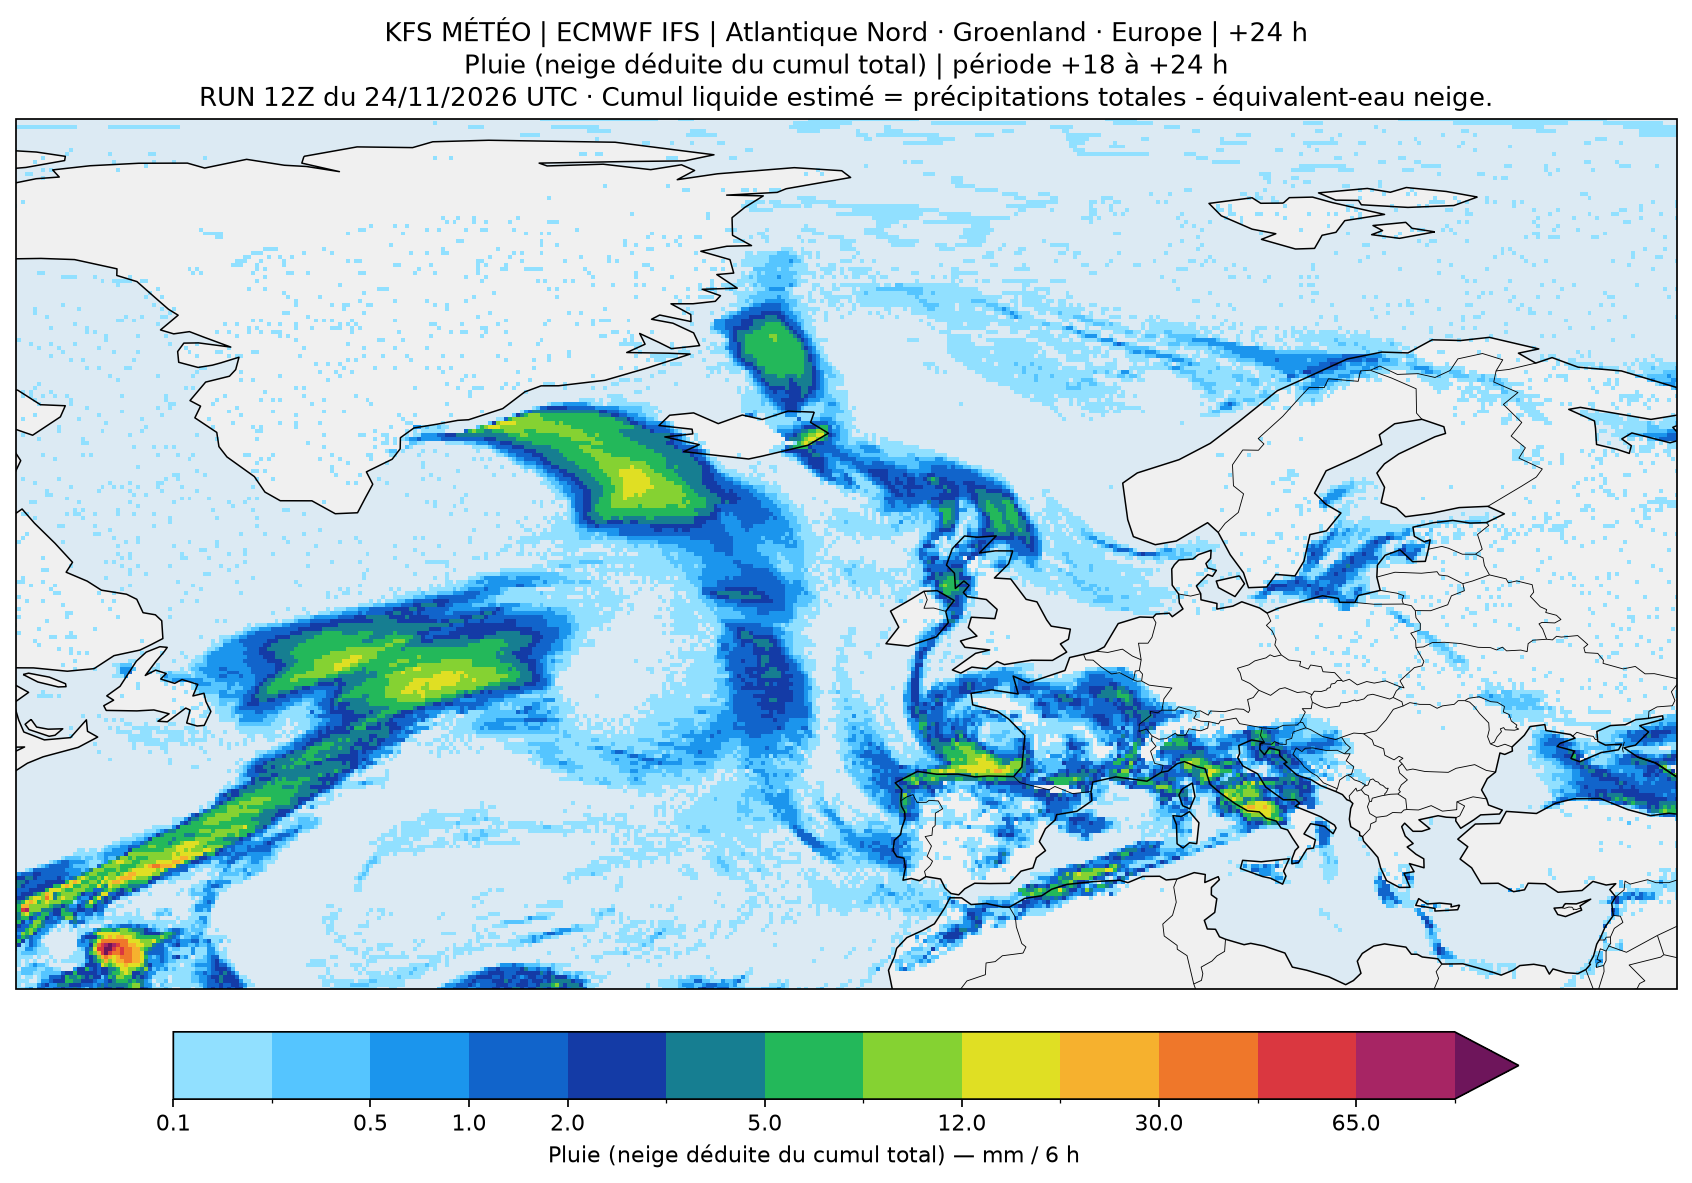 KFS MÉTÉO | ECMWF IFS | Atlantique Nord · Groenland · Europe | +24 h
Pluie (neige déduite du cumul total) | période +18 à +24 h
RUN 12Z du 24/11/2026 UTC · Cumul liquide estimé = précipitations totales - équivalent-eau neige.
0.1 0.5 1.0 2.0 5.0 12.0 30.0 65.0
Pluie (neige déduite du cumul total) — mm / 6 h